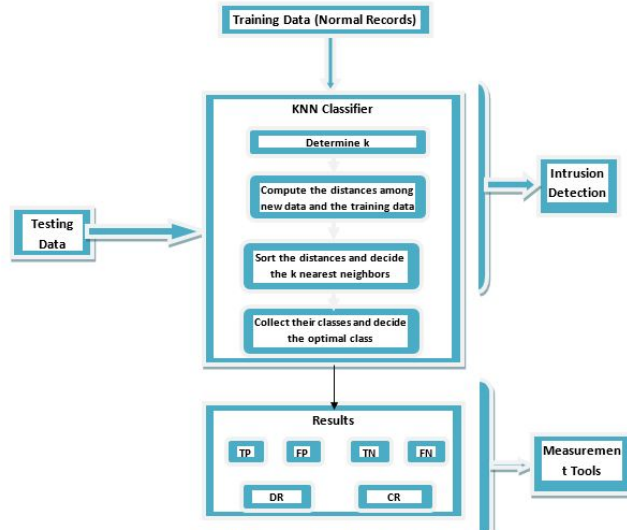 Training Data (Normal Records)
KNN Classifier
Determine k
Compute the distances among
new data and the training data
Sort the distances and decide
the k nearest neighbors
Collect their classes and decide
the optimal class
Intrusion
Detection
Testing
Data
Results
TP
FP
TN
FN
DR
CR
Measuremen
t Tools